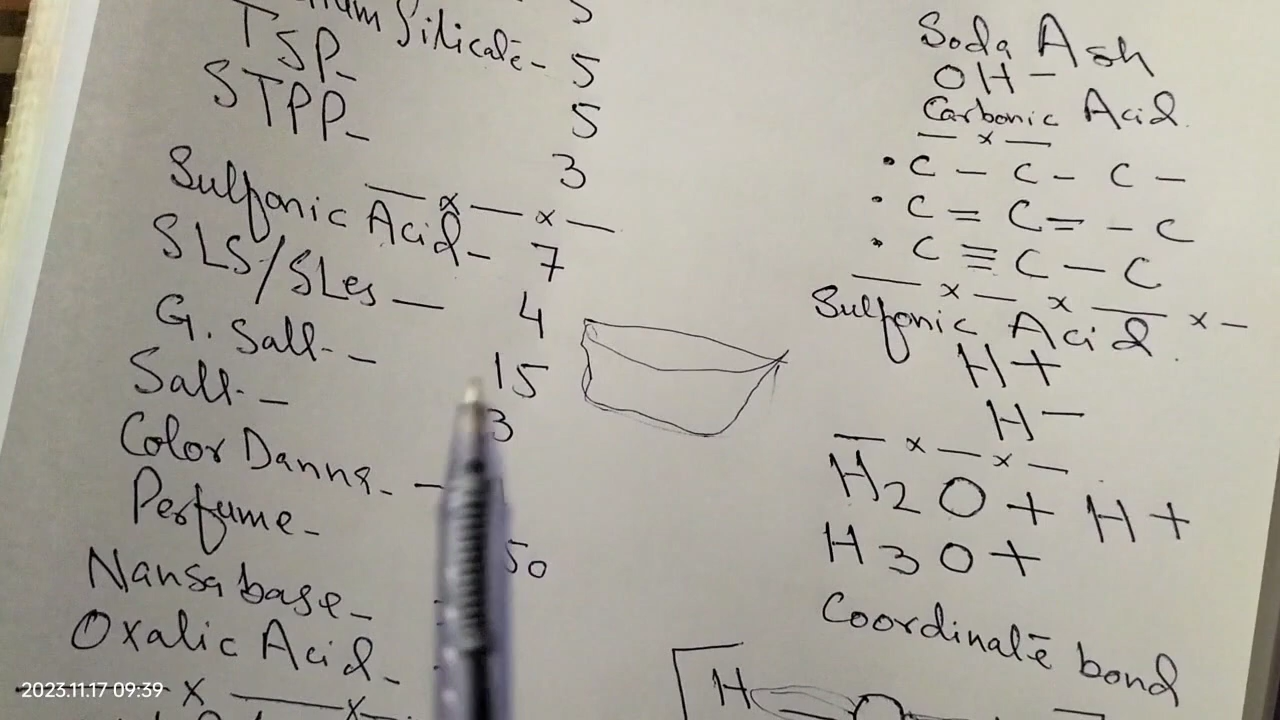 Silicate - 5
TSP - 5
STPP - 3
— x — x —
Sulfonic Acid - 7
SLS/SLes — 4
G. Salt - - 15
Salt - - 3
Color Danna - -
Perfume -
50
Nansa base -
Oxalic Acid -
x — x
Soda Ash
OH -
Carbonic Acid.
— x —
• C - C - C -
• C = C = - C
• C ≡ C - C
— x — x — x -
Sulfonic Acid.
H+
H-
— x — x —
H2O + H+
H3O+
Coordinate bond
H
2023.11.17 09:39